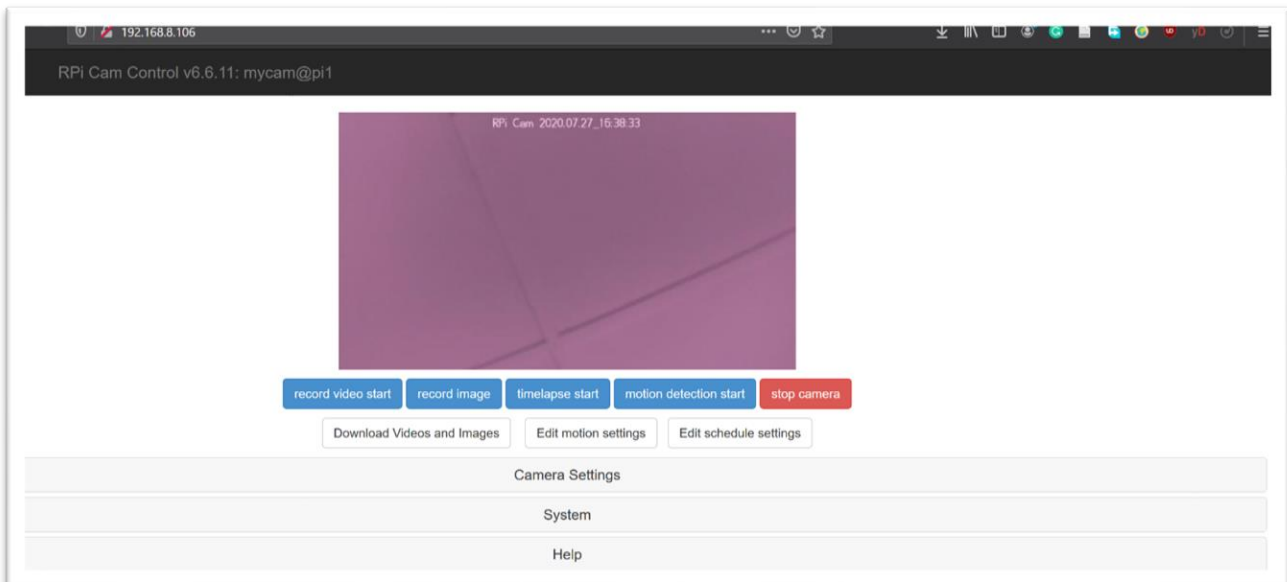 192.168.8.106
RPi Cam Control v6.6.11: mycam@pi1
RPi Cam 2020.07.27_16:38:33
record video start record image timelapse start motion detection start stop camera
Download Videos and Images Edit motion settings Edit schedule settings
Camera Settings
System
Help